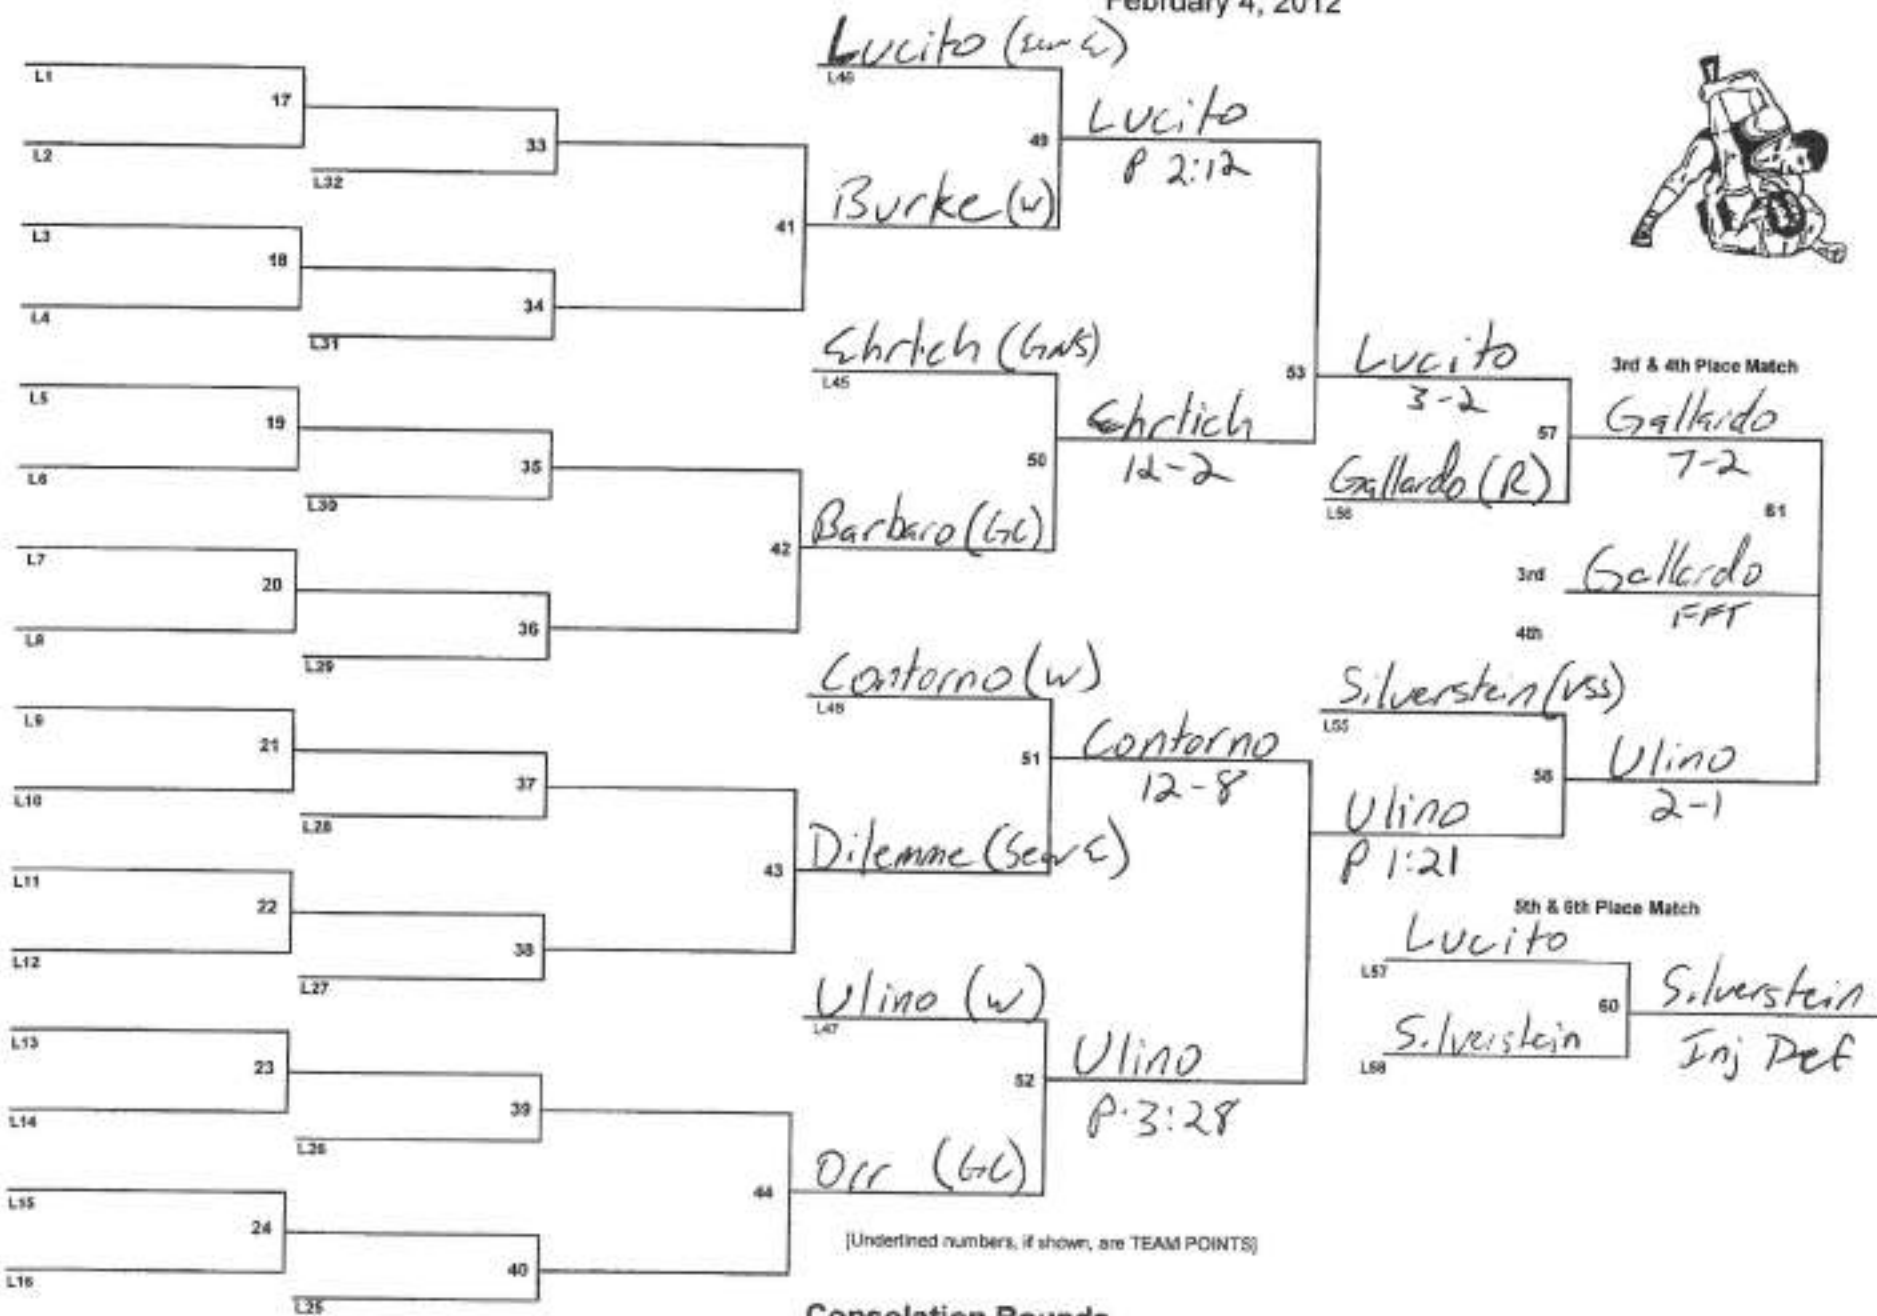 February 4, 2012
L1
17
L2
33
L32
L3
18
L4
34
L31
41
L5
19
L6
35
L30
L7
20
L8
36
L29
42
L9
21
L10
37
L28
L11
22
L12
38
L27
43
L13
23
L14
39
L26
L15
24
L16
40
L25
44
Lucito
L46
49
Burke (W)
Lucito
P 2:12
Ehrlich (GNS)
L45
50
Barbaro (GC)
Ehrlich
12-2
53
Contorno (W)
L48
51
Dilemme
Contorno
12-8
Ulino (W)
L47
52
Orr (GC)
Ulino
P. 3:28
Lucito
3-2
57
Gallardo (R)
L56
3rd & 4th Place Match
Gallardo
7-2
61
3rd
Gallardo
FFT
4th
Silverstein (VSS)
L55
58
Ulino
P 1:21
Ulino
2-1
5th & 6th Place Match
Lucito
L57
60
Silverstein
L58
Silverstein
Inj Def
[Underlined numbers, if shown, are TEAM POINTS]
Consolation Rounds